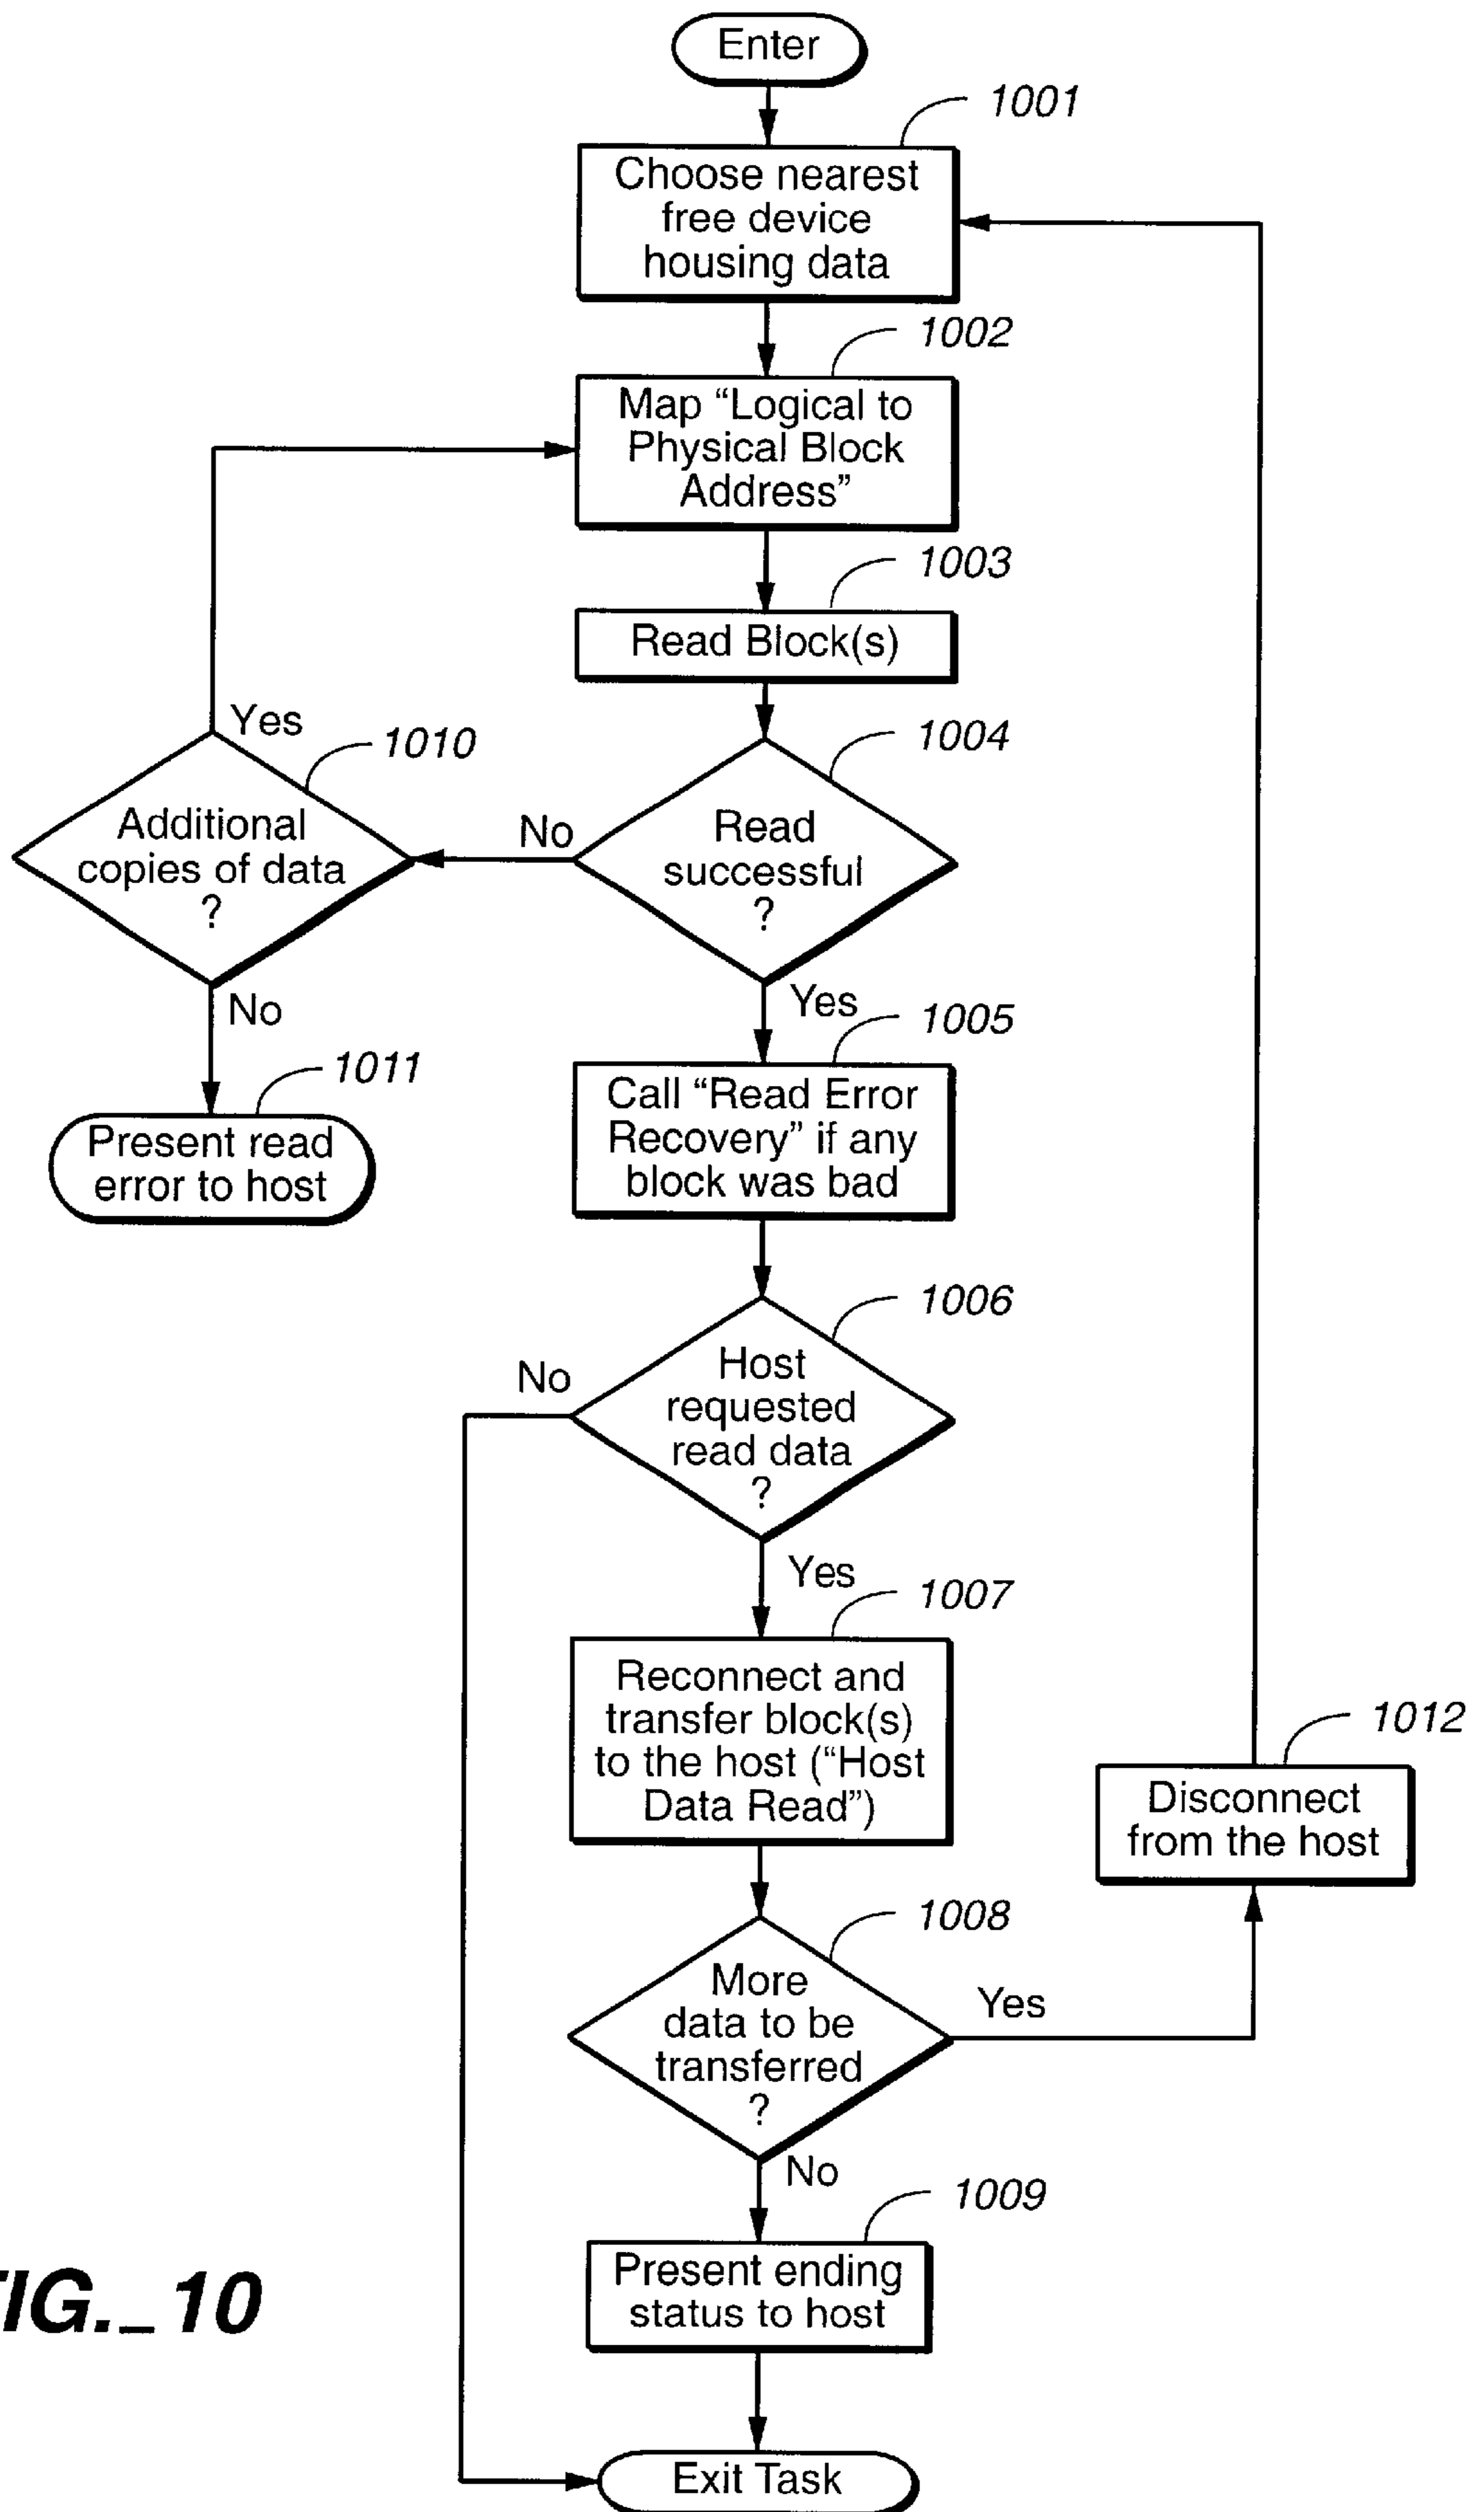 Enter
1001
Choose nearest
free device
housing data
1002
Map “Logical to
Physical Block
Address”
1003
Read Block(s)
Yes
1010
1004
Additional
copies of data
?
No
Read
successful
?
No
Yes
1005
1011
Present read
error to host
Call “Read Error
Recovery” if any
block was bad
1006
No
Host
requested
read data
?
Yes
1007
Reconnect and
transfer block(s)
to the host (“Host
Data Read”)
1012
Disconnect
from the host
1008
More
data to be
transferred
?
Yes
No
1009
Present ending
status to host
IG._10
Exit Task